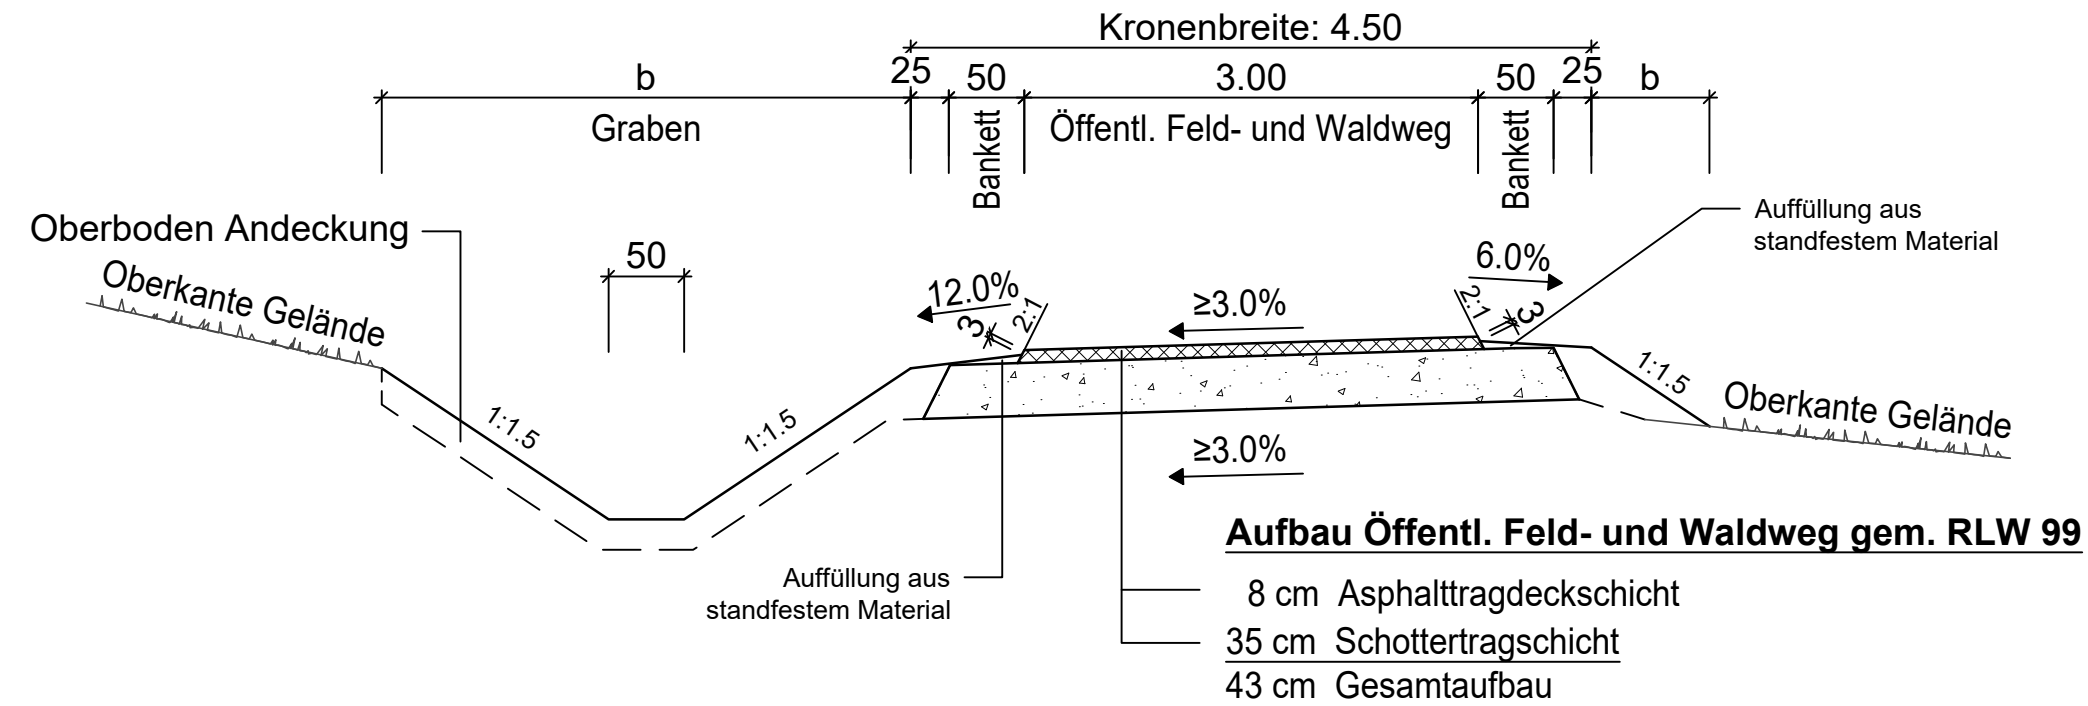 Kronenbreite: 4.50
b 25 50 3.00 50 25 b
Graben Bankett Öffentl. Feld- und Waldweg Bankett
Auffüllung aus
standfestem Material
Oberboden Andeckung
50
Oberkante Gelände
12.0%
3
2:1
≥3.0%
6.0%
2:1
3
1:1.5
1:1.5
1:1.5
Oberkante Gelände
≥3.0%
Auffüllung aus
standfestem Material
Aufbau Öffentl. Feld- und Waldweg gem. RLW 99
8 cm Asphalttragdeckschicht
35 cm Schottertragschicht
43 cm Gesamtaufbau